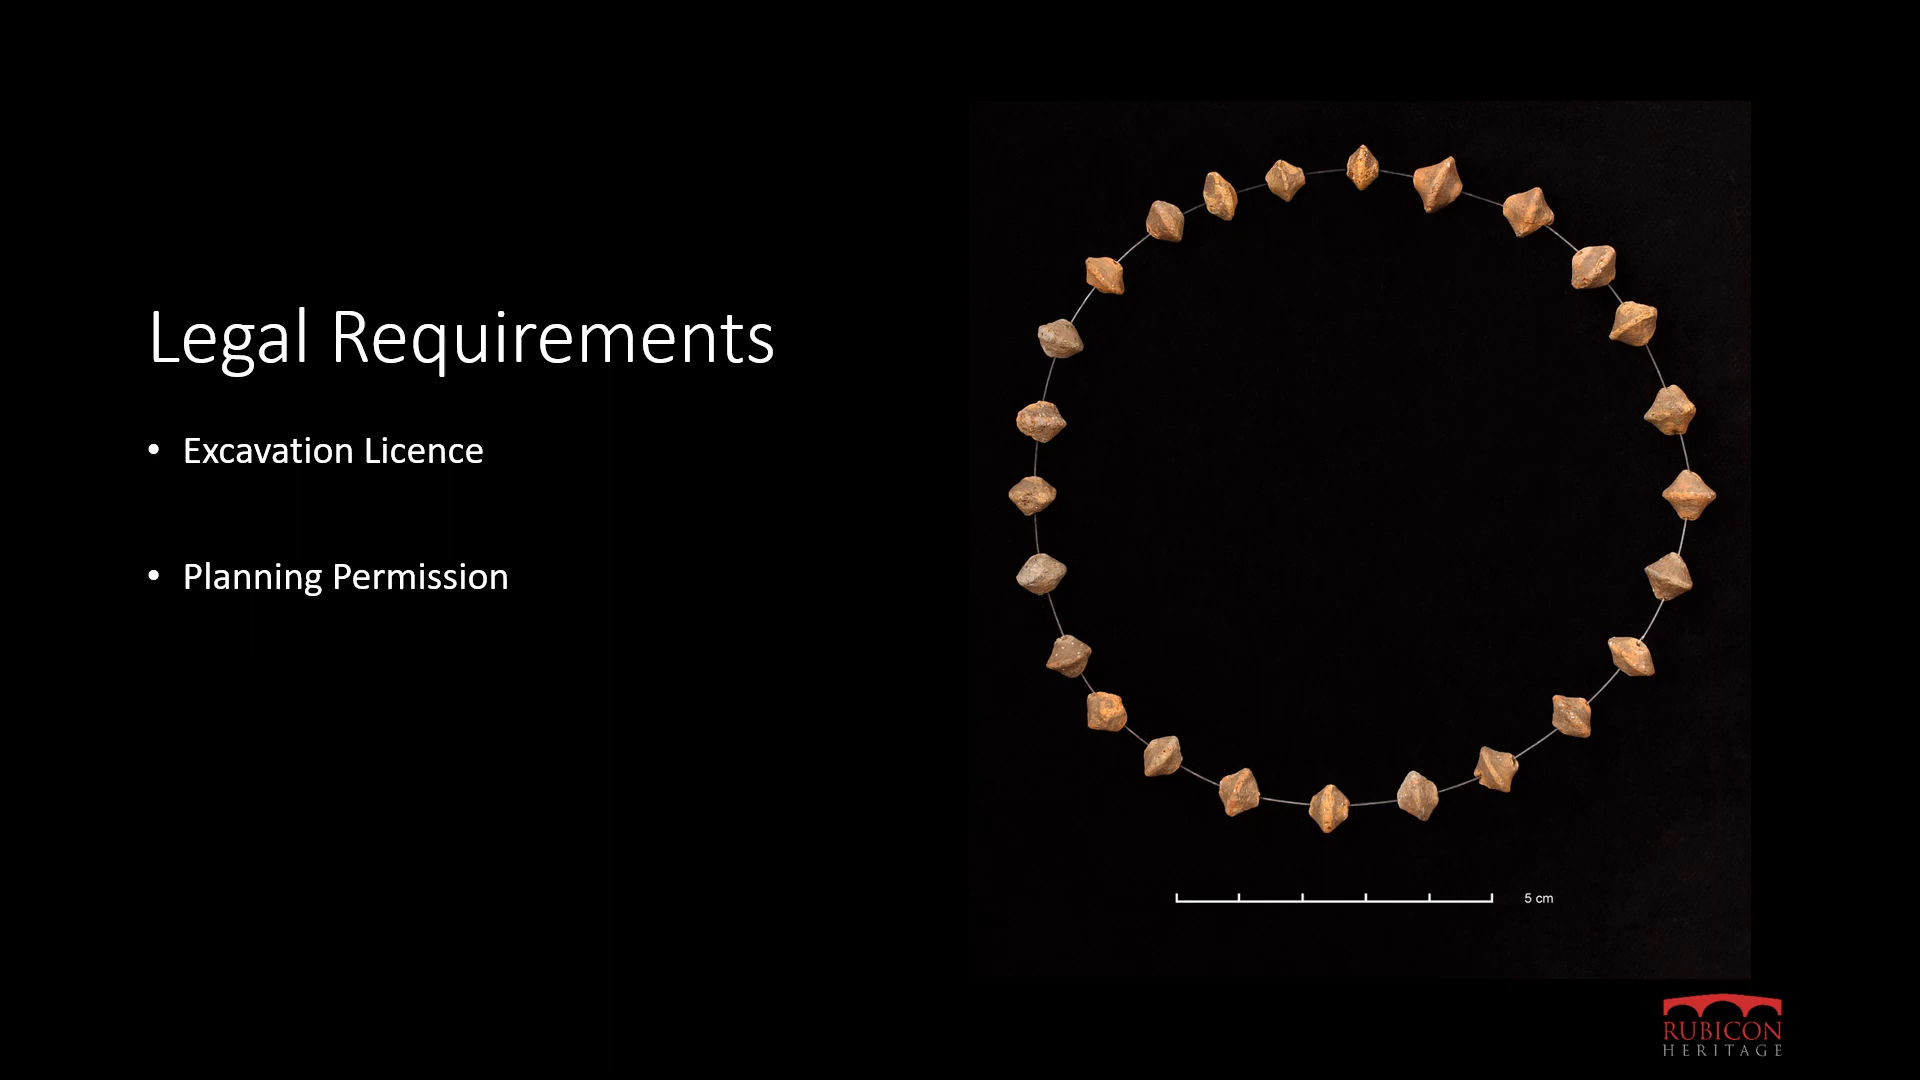 Legal Requirements
• Excavation Licence
• Planning Permission
5 cm
RUBICON
HERITAGE